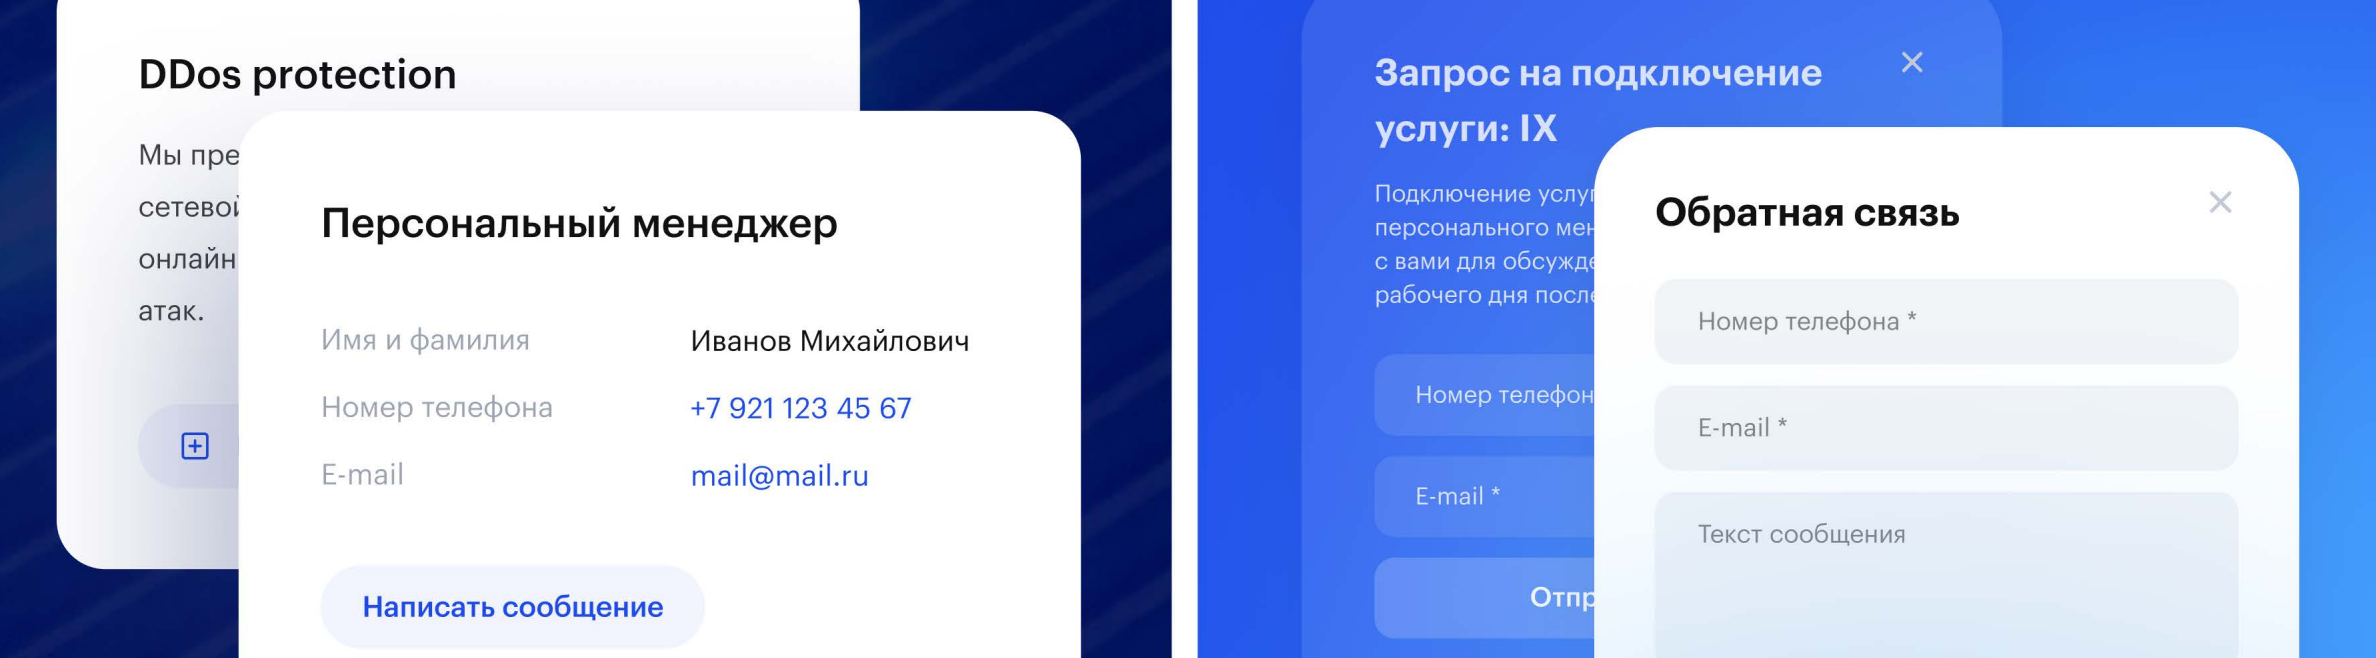 DDos protection
Мы пре
сетевой
онлайн
атак.
Персональный менеджер
Имя и фамилия
Иванов Михайлович
Номер телефона
+7 921 123 45 67
E-mail
mail@mail.ru
Написать сообщение
Запрос на подключение
услуги: IX
Подключение услуг
персонального мен
с вами для обсужде
рабочего дня после
Номер телефон
E-mail *
Отпр
Обратная связь
Номер телефона *
E-mail *
Текст сообщения